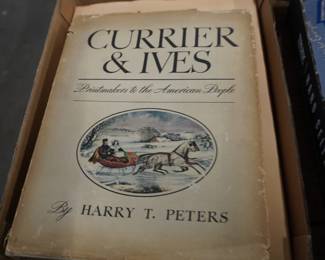 CURRIER
& IVES
Printmakers to the American People
By HARRY T. PETERS